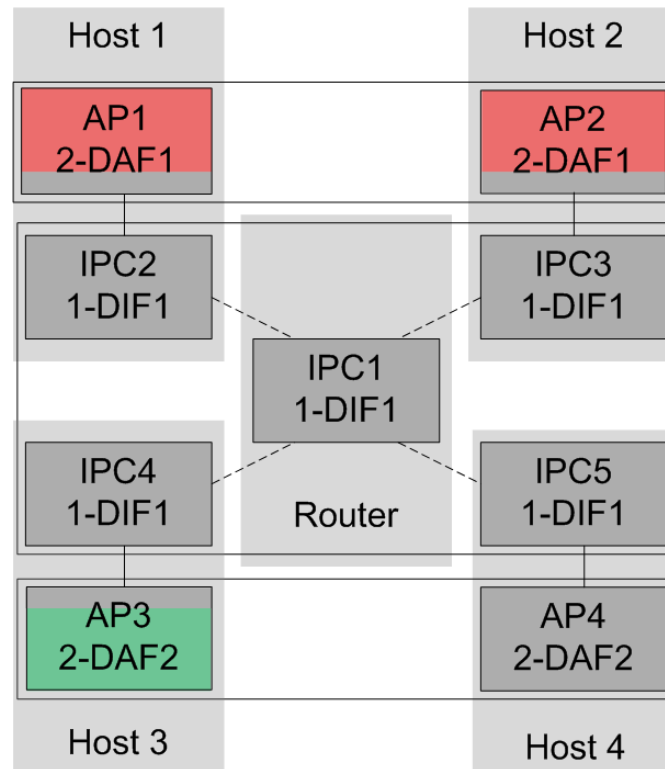 Host 1
Host 2
AP1
2-DAF1
AP2
2-DAF1
IPC2
1-DIF1
IPC3
1-DIF1
IPC1
1-DIF1
IPC4
1-DIF1
IPC5
1-DIF1
Router
AP3
2-DAF2
AP4
2-DAF2
Host 3
Host 4